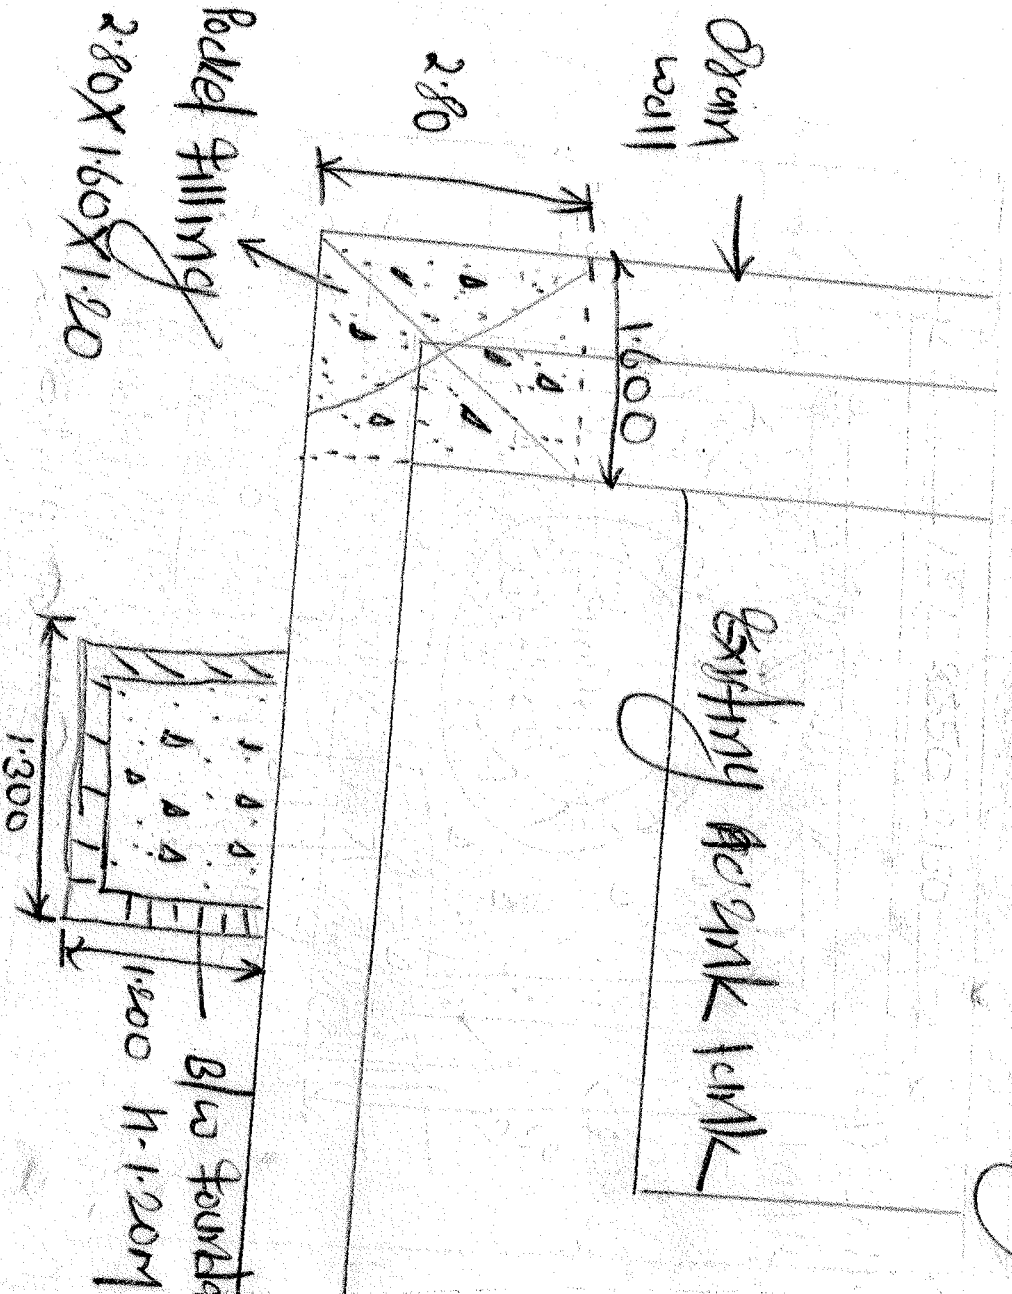 Drain
wall
2.80
Pocket filling
2.80X1.60X1.20
1.600
Existing
tank
1.300
1.200 H.1.20M
B/W founda